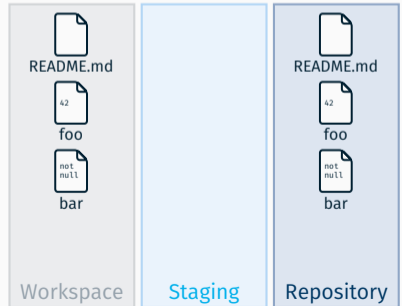 README.md
42
foo
not
null
bar
Workspace
Staging
README.md
42
foo
not
null
bar
Repository